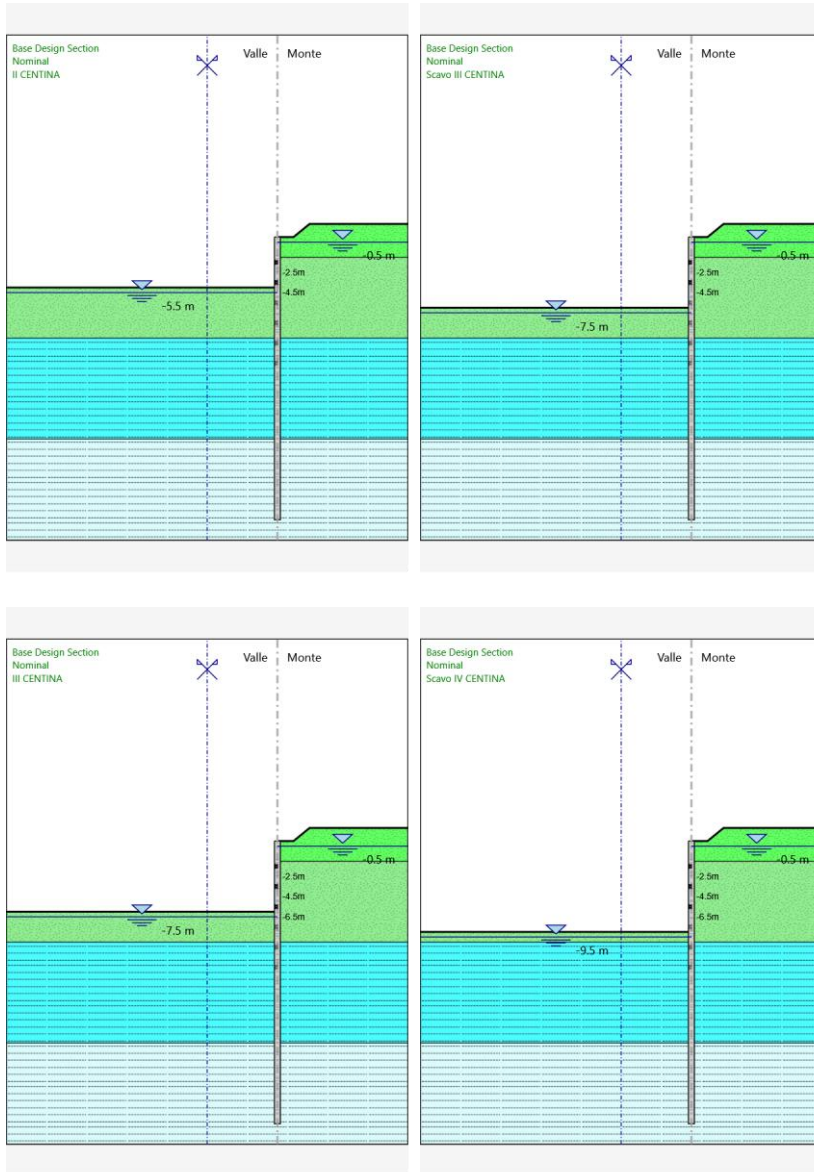 Base Design Section
Nominal
II CENTINA
Valle
Monte
-0.5 m
-2.5m
-4.5m
-5.5 m
Base Design Section
Nominal
Scavo III CENTINA
Valle
Monte
-0.5 m
-2.5m
-4.5m
-7.5 m
Base Design Section
Nominal
III CENTINA
Valle
Monte
-0.5 m
-2.5m
-4.5m
-6.5m
-7.5 m
Base Design Section
Nominal
Scavo IV CENTINA
Valle
Monte
-0.5 m
-2.5m
-4.5m
-6.5m
-9.5 m